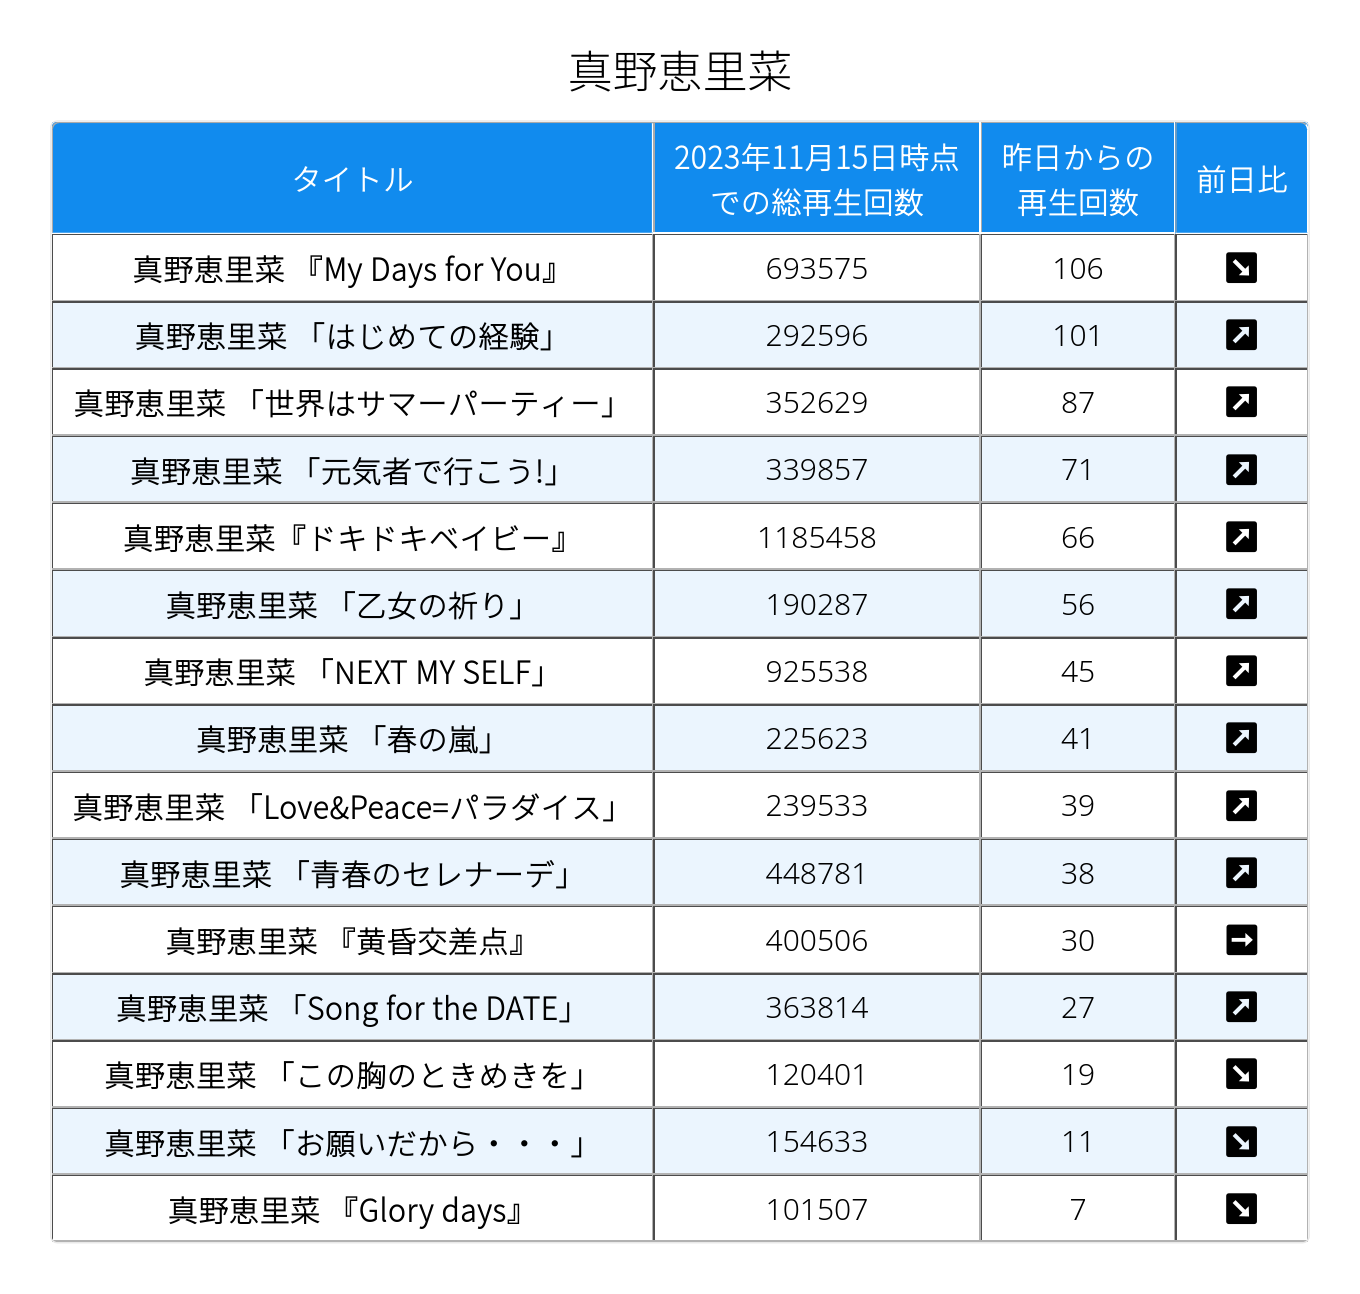 真野恵里菜
タイトル 2023年11月15日時点での総再生回数 昨日からの再生回数 前日比
真野恵里菜 『My Days for You』 693575 106 ↘
真野恵里菜 「はじめての経験」 292596 101 ↗
真野恵里菜 「世界はサマーパーティー」 352629 87 ↗
真野恵里菜 「元気者で行こう!」 339857 71 ↗
真野恵里菜『ドキドキベイビー』 1185458 66 ↗
真野恵里菜 「乙女の祈り」 190287 56 ↗
真野恵里菜 「NEXT MY SELF」 925538 45 ↗
真野恵里菜 「春の嵐」 225623 41 ↗
真野恵里菜 「Love&Peace=パラダイス」 239533 39 ↗
真野恵里菜 「青春のセレナーデ」 448781 38 ↗
真野恵里菜 『黄昏交差点』 400506 30 →
真野恵里菜 「Song for the DATE」 363814 27 ↗
真野恵里菜 「この胸のときめきを」 120401 19 ↘
真野恵里菜 「お願いだから・・・」 154633 11 ↘
真野恵里菜 『Glory days』 101507 7 ↘